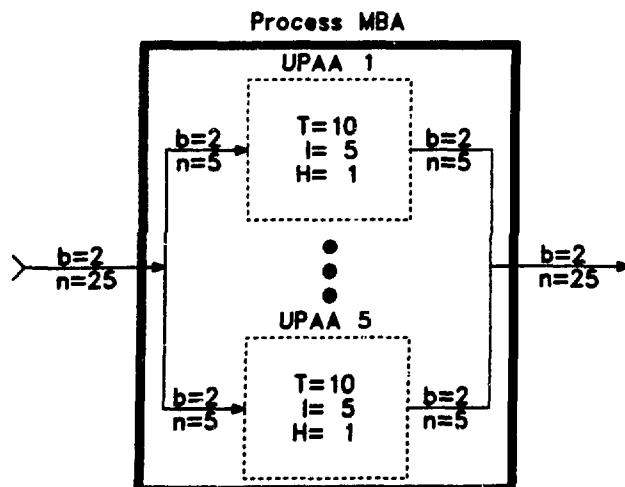 Process MBA
UPAA 1
b=2
n=5
T=10
I= 5
H= 1
b=2
n=5
b=2
n=25
b=2
n=25
UPAA 5
b=2
n=5
T=10
I= 5
H= 1
b=2
n=5